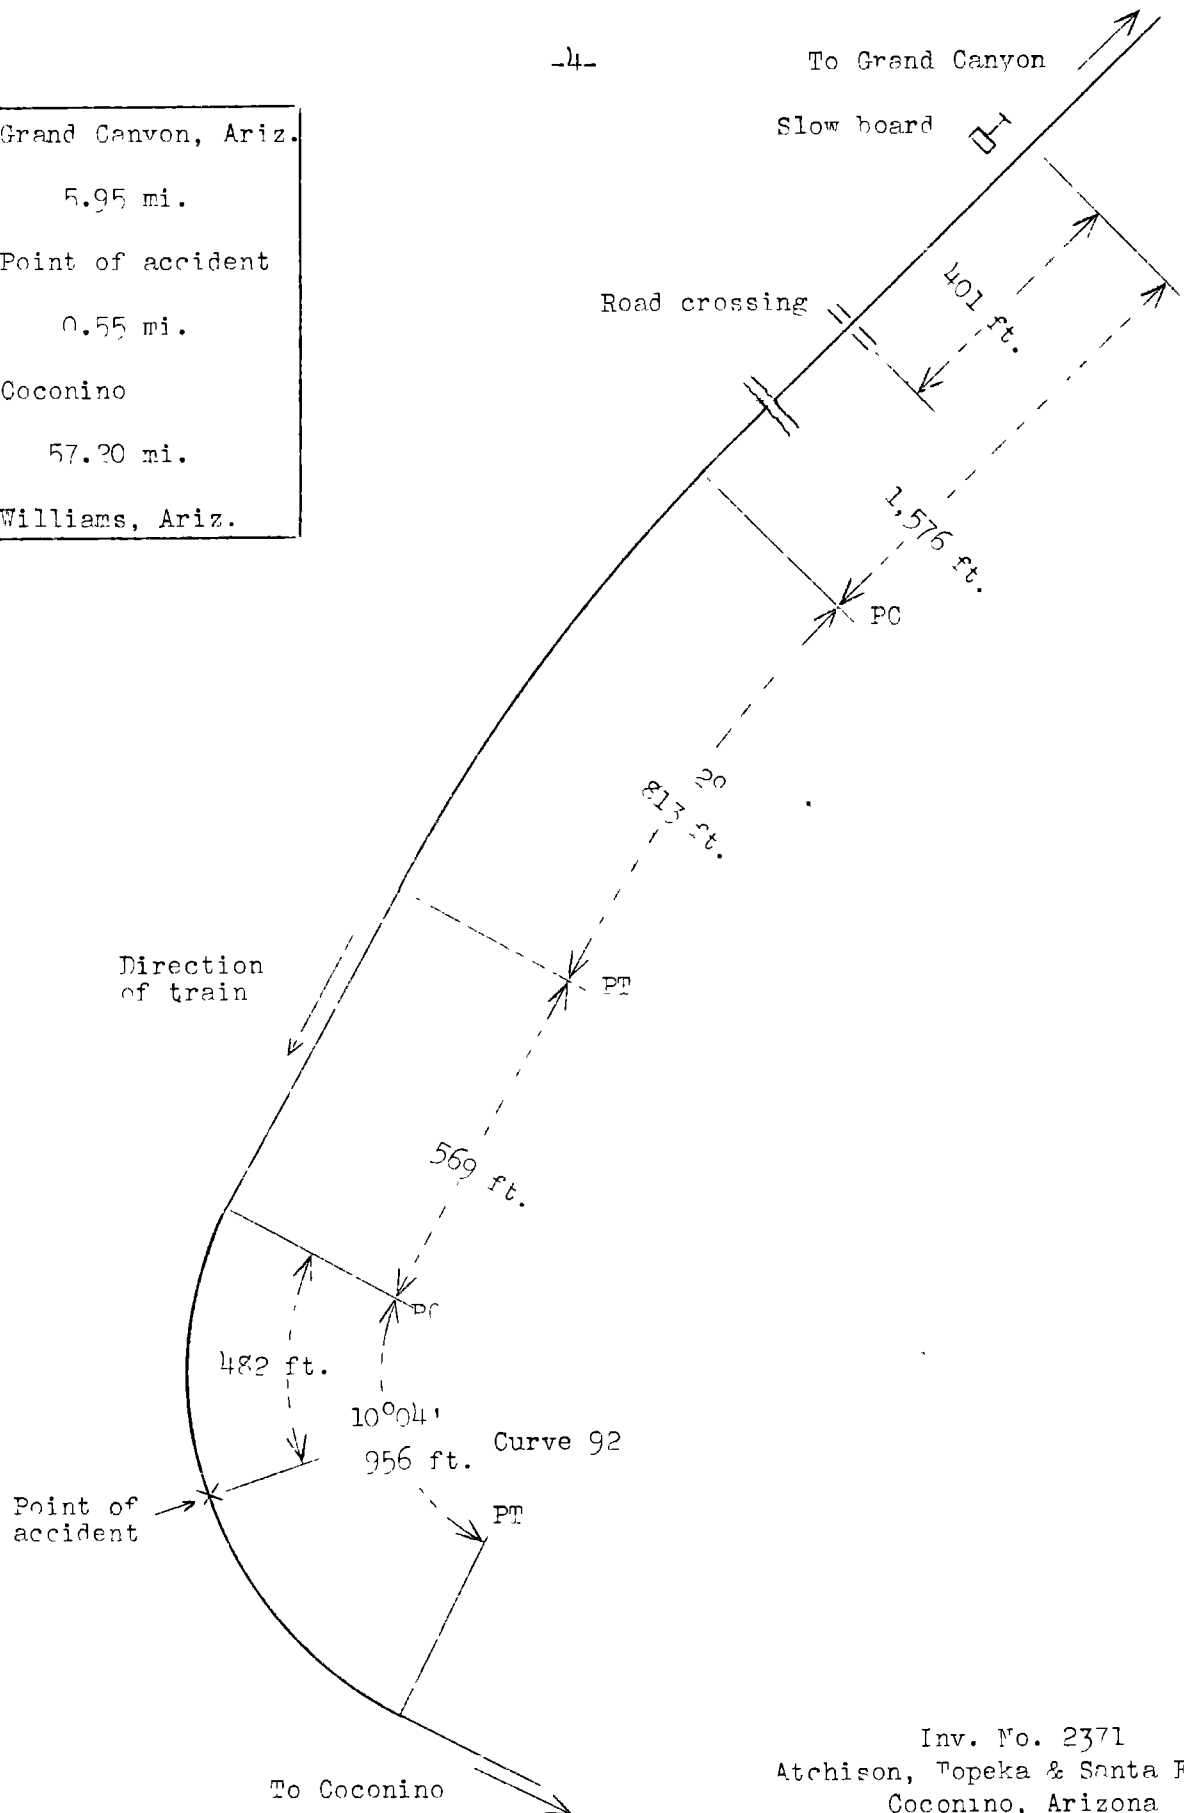 -4-
To Grand Canyon
Slow board
Grand Canyon, Ariz.
5.95 mi.
Point of accident
0.55 mi.
Coconino
57.20 mi.
Williams, Ariz.
Road crossing
401 ft.
1,576 ft.
PC
2°
813 ft.
PT
Direction
of train
569 ft.
PC
482 ft.
10°04'
956 ft.
Curve 92
PT
Point of
accident
To Coconino
Inv. No. 2371
Atchison, Topeka & Santa F
Coconino, Arizona